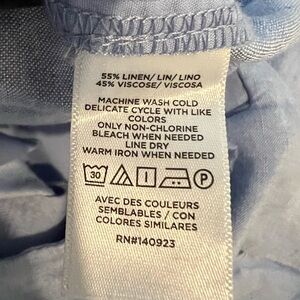 55% LINEN/ LIN/ LINO
45% VISCOSE/ VISCOSA
MACHINE WASH COLD
DELICATE CYCLE WITH LIKE
COLORS
ONLY NON-CHLORINE
BLEACH WHEN NEEDED
LINE DRY
WARM IRON WHEN NEEDED
30 P
AVEC DES COULEURS
SEMBLABLES / CON
COLORES SIMILARES
RN#140923